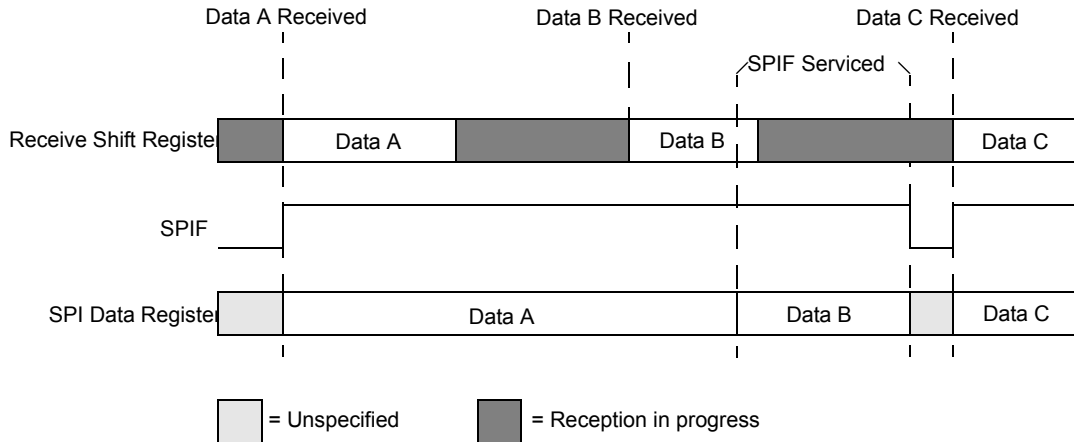 Data A Received
Data B Received
Data C Received
SPIF Serviced
Receive Shift Register
Data A
Data B
Data C
SPIF
SPI Data Register
Data A
Data B
Data C
= Unspecified
= Reception in progress